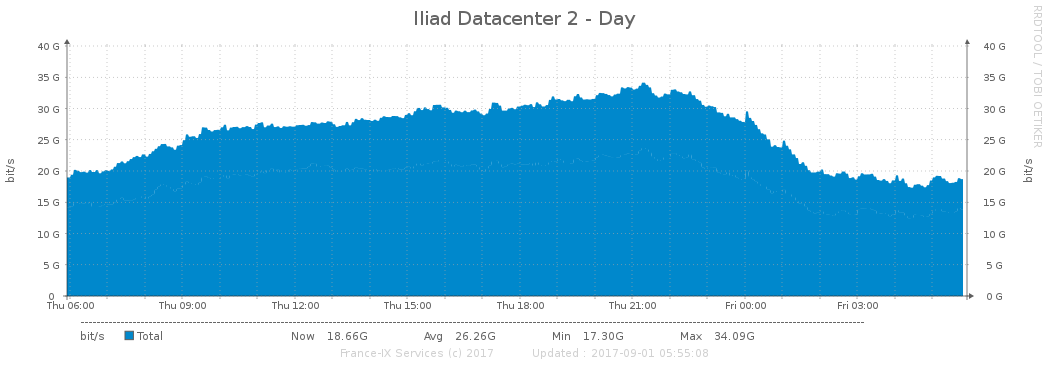 Iliad Datacenter 2 - Day
RRDTOOL / TOBI OETIKER
40 G 40 G
35 G 35 G
30 G 30 G
25 G 25 G
20 G 20 G
15 G 15 G
10 G 10 G
5 G 5 G
0 0 G
bit/s bit/s
Thu 06:00 Thu 09:00 Thu 12:00 Thu 15:00 Thu 18:00 Thu 21:00 Fri 00:00 Fri 03:00
bit/s Total Now 18.66G Avg 26.26G Min 17.30G Max 34.09G
France-IX Services (c) 2017 Updated : 2017-09-01 05:55:08